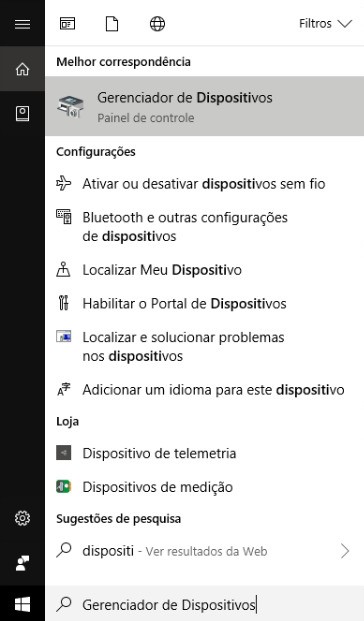 Filtros
Melhor correspondência
Gerenciador de Dispositivos
Painel de controle
Configurações
Ativar ou desativar dispositivos sem fio
Bluetooth e outras configurações
de dispositivos
Localizar Meu Dispositivo
Habilitar o Portal de Dispositivos
Localizar e solucionar problemas
nos dispositivos
Adicionar um idioma para este dispositivo
Loja
Dispositivo de telemetria
Dispositivos de medição
Sugestões de pesquisa
dispositi - Ver resultados da Web
Gerenciador de Dispositivos